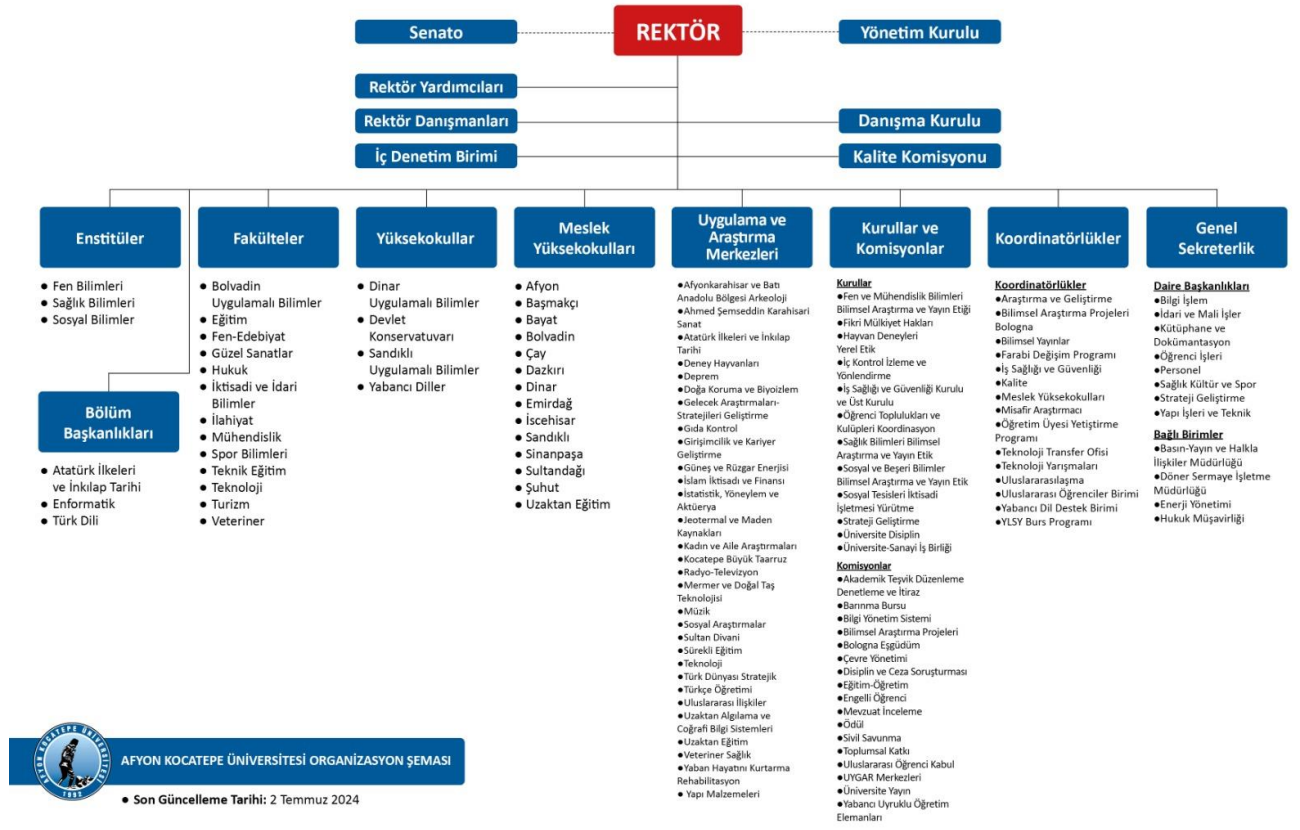 Senato
REKTÖR
Yönetim Kurulu
Rektör Yardımcıları
Rektör Danışmanları
Danışma Kurulu
İç Denetim Birimi
Kalite Komisyonu
Enstitüler
● Fen Bilimleri
● Sağlık Bilimleri
● Sosyal Bilimler
Bölüm
Başkanlıkları
● Atatürk İlkeleri
ve İnkılap Tarihi
● Enformatik
● Türk Dili
Fakülteler
● Bolvadin
Uygulamalı Bilimler
● Eğitim
● Fen-Edebiyat
● Güzel Sanatlar
● Hukuk
● İktisadi ve İdari
Bilimler
● İlahiyat
● Mühendislik
● Spor Bilimleri
● Teknik Eğitim
● Teknoloji
● Turizm
● Veteriner
Yüksekokullar
● Dinar
Uygulamalı Bilimler
● Devlet
Konservatuvarı
● Sandıklı
Uygulamalı Bilimler
● Yabancı Diller
Meslek
Yüksekokulları
● Afyon
● Başmakçı
● Bayat
● Bolvadin
● Çay
● Dazkırı
● Dinar
● Emirdağ
● İscehisar
● Sandıklı
● Sinanpaşa
● Sultandağı
● Şuhut
● Uzaktan Eğitim
Uygulama ve
Araştırma
Merkezleri
●Afyonkarahisar ve Batı
Anadolu Bölgesi Arkeoloji
●Ahmed Şemseddin Karahisari
Sanat
●Atatürk İlkeleri ve İnkılap
Tarihi
●Deney Hayvanları
●Deprem
●Doğa Koruma ve Biyoizlem
●Gelecek Araştırmaları-
Stratejileri Geliştirme
●Gıda Kontrol
●Girişimcilik ve Kariyer
Geliştirme
●Güneş ve Rüzgar Enerjisi
●İslam İktisadı ve Finansı
●İstatistik, Yöneylem ve
Aktüerya
●Jeotermal ve Maden
Kaynakları
●Kadın ve Aile Araştırmaları
●Kocatepe Büyük Taarruz
●Radyo-Televizyon
●Mermer ve Doğal Taş
Teknolojisi
●Müzik
●Sosyal Araştırmalar
●Sultan Divani
●Sürekli Eğitim
●Teknoloji
●Türk Dünyası Stratejik
●Türkçe Öğretimi
●Uluslararası İlişkiler
●Uzaktan Algılama ve
Coğrafi Bilgi Sistemleri
●Uzaktan Eğitim
●Veteriner Sağlık
●Yaban Hayatını Kurtarma
Rehabilitasyon
● Yapı Malzemeleri
Kurullar ve
Komisyonlar
Kurullar
●Fen ve Mühendislik Bilimleri
Bilimsel Araştırma ve Yayın Etiği
●Fikri Mülkiyet Hakları
●Hayvan Deneyleri
Yerel Etik
●İç Kontrol İzleme ve
Yönlendirme
●İş Sağlığı ve Güvenliği Kurulu
ve Üst Kurulu
●Öğrenci Toplulukları ve
Kulüpleri Koordinasyon
●Sağlık Bilimleri Bilimsel
Araştırma ve Yayın Etik
●Sosyal ve Beşeri Bilimler
Bilimsel Araştırma ve Yayın Etik
●Sosyal Tesisleri İktisadi
İşletmesi Yürütme
●Strateji Geliştirme
●Üniversite Disiplin
●Üniversite-Sanayi İş Birliği
Komisyonlar
●Akademik Teşvik Düzenleme
Denetleme ve İtiraz
●Barınma Bursu
●Bilgi Yönetim Sistemi
●Bilimsel Araştırma Projeleri
●Bologna Eşgüdüm
●Çevre Yönetimi
●Disiplin ve Ceza Soruşturması
●Eğitim-Öğretim
●Engelli Öğrenci
●Mevzuat İnceleme
●Ödül
●Sivil Savunma
●Toplumsal Katkı
●Uluslararası Öğrenci Kabul
●UYGAR Merkezleri
●Üniversite Yayın
●Yabancı Uyruklu Öğretim
Elemanları
Koordinatörlükler
Koordinatörlükler
●Araştırma ve Geliştirme
●Bilimsel Araştırma Projeleri
Bologna
●Bilimsel Yayınlar
●Farabi Değişim Programı
●İş Sağlığı ve Güvenliği
●Kalite
●Meslek Yüksekokulları
●Misafir Araştırmacı
●Öğretim Üyesi Yetiştirme
Programı
●Teknoloji Transfer Ofisi
●Teknoloji Yarışmaları
●Uluslararasılaşma
●Uluslararası Öğrenciler Birimi
●Yabancı Dil Destek Birimi
●YLSY Burs Programı
Genel
Sekreterlik
Daire Başkanlıkları
●Bilgi İşlem
●İdari ve Mali İşler
●Kütüphane ve
Dokümantasyon
●Öğrenci İşleri
●Personel
●Sağlık Kültür ve Spor
●Strateji Geliştirme
●Yapı İşleri ve Teknik
Bağlı Birimler
●Basın-Yayın ve Halkla
İlişkiler Müdürlüğü
●Döner Sermaye İşletme
Müdürlüğü
●Enerji Yönetimi
●Hukuk Müşavirliği
AFYON KOCATEPE ÜNİVERSİTESİ
1992
AFYON KOCATEPE ÜNİVERSİTESİ ORGANİZASYON ŞEMASI
● Son Güncelleme Tarihi: 2 Temmuz 2024